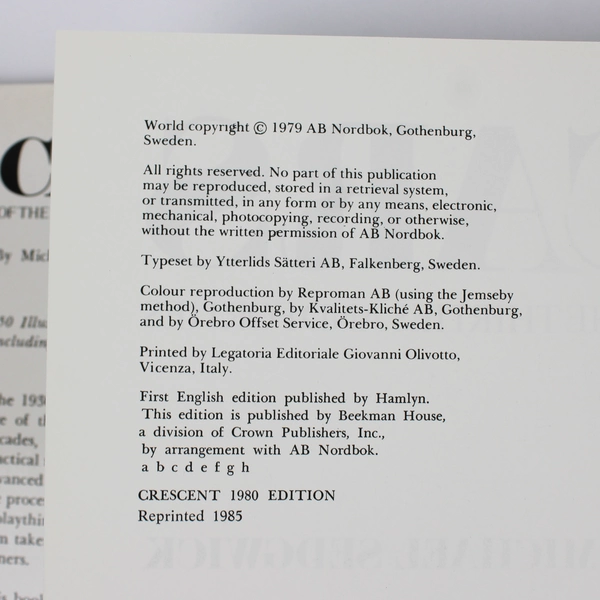 World copyright © 1979 AB Nordbok, Gothenburg,
Sweden.
All rights reserved. No part of this publication
may be reproduced, stored in a retrieval system,
or transmitted, in any form or by any means, electronic,
mechanical, photocopying, recording, or otherwise,
without the written permission of AB Nordbok.
Typeset by Ytterlids Sätteri AB, Falkenberg, Sweden.
Colour reproduction by Reproman AB (using the Jemseby
method), Gothenburg, by Kvalitets-Kliché AB, Gothenburg,
and by Örebro Offset Service, Örebro, Sweden.
Printed by Legatoria Editoriale Giovanni Olivotto,
Vicenza, Italy.
First English edition published by Hamlyn.
This edition is published by Beekman House,
a division of Crown Publishers, Inc.,
by arrangement with AB Nordbok.
a b c d e f g h
CRESCENT 1980 EDITION
Reprinted 1985
OF THE
By